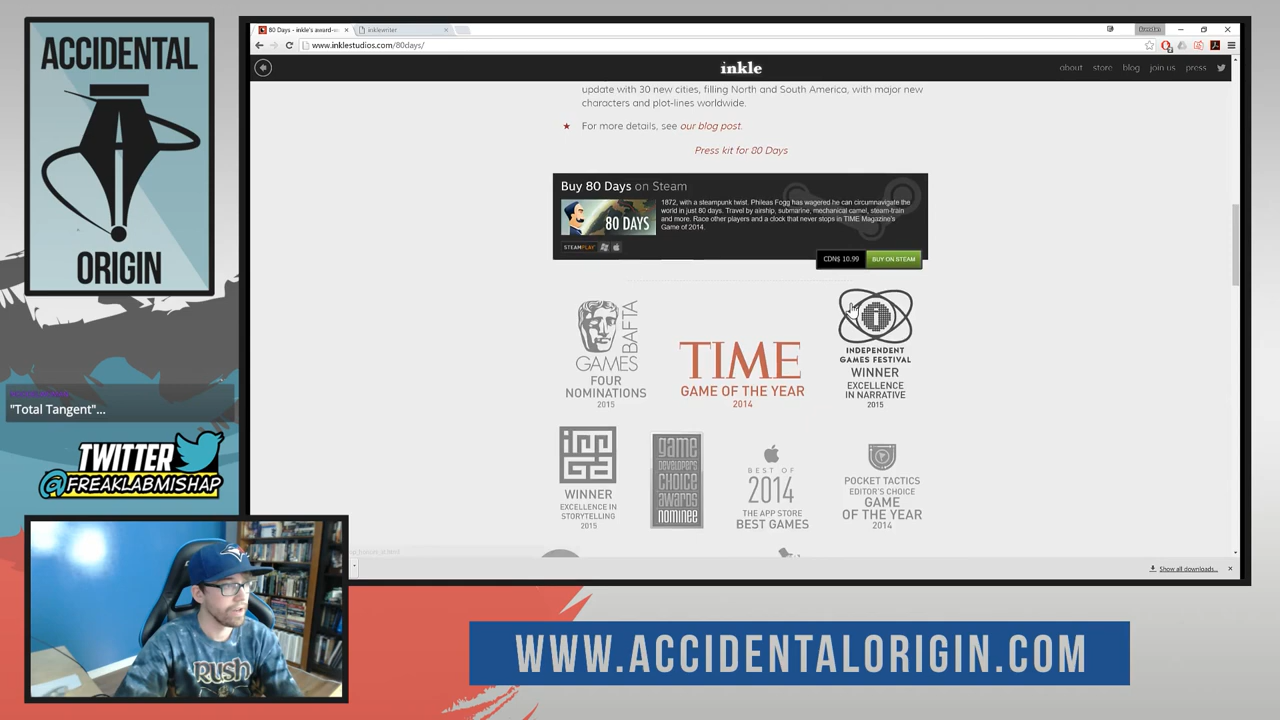 ACCIDENTAL
ORIGIN
"Total Tangent"...
TWITTER
@FREAKLABMISHAP
80 Days - inkle's award-w
inklewriter
www.inklestudios.com/80days/
inkle
about store blog join us press
update with 30 new cities, filling North and South America, with major new
characters and plot-lines worldwide.
For more details, see our blog post.
Press kit for 80 Days
Buy 80 Days on Steam
80 DAYS
1872, with a steampunk twist. Phileas Fogg has wagered he can circumnavigate the
world in just 80 days. Travel by airship, submarine, mechanical camel, steam-train
and more. Race other players and a clock that never stops in TIME Magazine's
Game of 2014.
STEAMPLAY
CDN$ 10.99 BUY ON STEAM
GAMES BAFTA
FOUR
NOMINATIONS
2015
TIME
GAME OF THE YEAR
2014
INDEPENDENT
GAMES FESTIVAL
WINNER
EXCELLENCE
IN NARRATIVE
2015
WINNER
EXCELLENCE IN
STORYTELLING
2015
game
developers
choice
awards
nominee
BEST OF
2014
THE APP STORE
BEST GAMES
POCKET TACTICS
EDITOR'S CHOICE
GAME
OF THE YEAR
2014
Show all downloads...
RUSH
WWW.ACCIDENTALORIGIN.COM